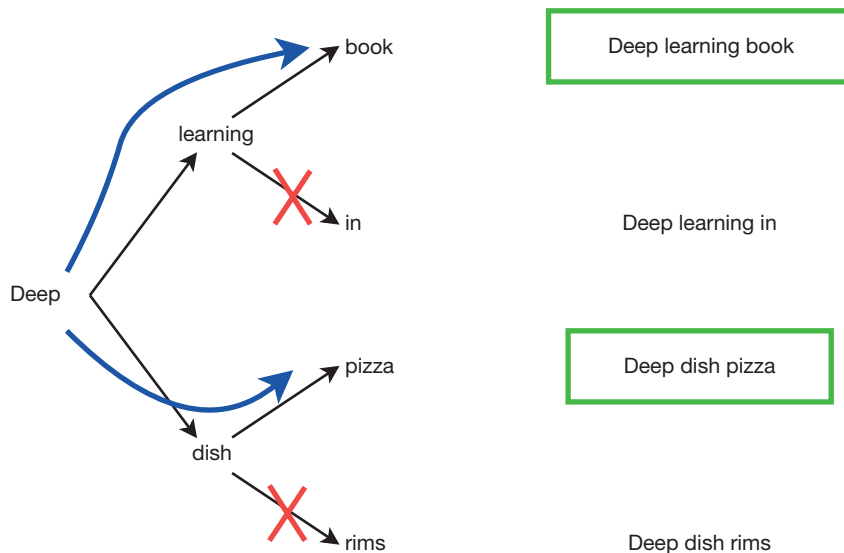 book
Deep learning book
learning
in
Deep learning in
Deep
pizza
Deep dish pizza
dish
rims
Deep dish rims